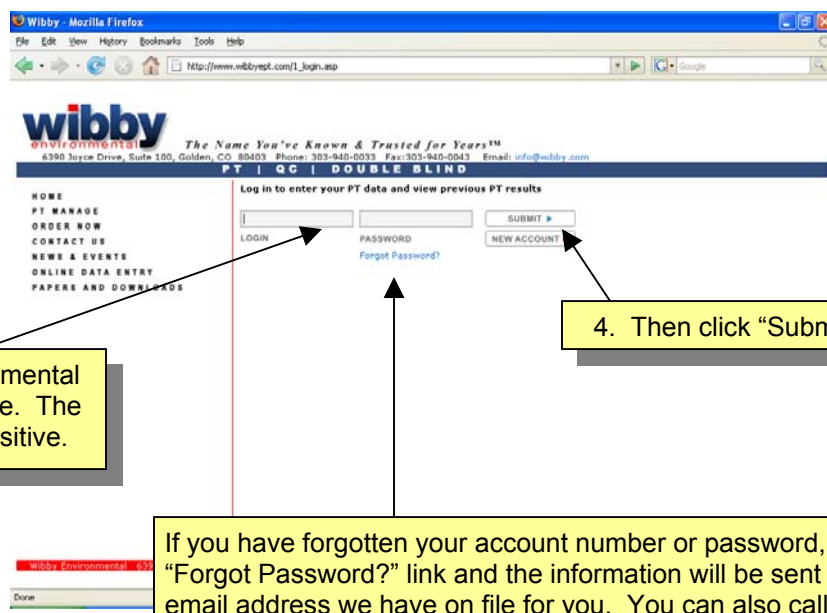 Wibby - Mozilla Firefox
File Edit View History Bookmarks Tools Help
http://www.wibbyept.com/1_login.asp
Google
wibby
environmental
The Name You've Known & Trusted for Years™
6390 Joyce Drive, Suite 100, Golden, CO 80403 Phone: 303-940-0033 Fax:303-940-0043 Email: info@wibby.com
PT | QC | DOUBLE BLIND
HOME
PT MANAGE
ORDER NOW
CONTACT US
NEWS & EVENTS
ONLINE DATA ENTRY
PAPERS AND DOWNLOADS
Log in to enter your PT data and view previous PT results
SUBMIT
LOGIN PASSWORD NEW ACCOUNT
Forgot Password?
4. Then click “Subm
mental
e. The
sitive.
If you have forgotten your account number or password,
“Forgot Password?” link and the information will be sent
email address we have on file for you. You can also call
Wibby Environmental 639
Done